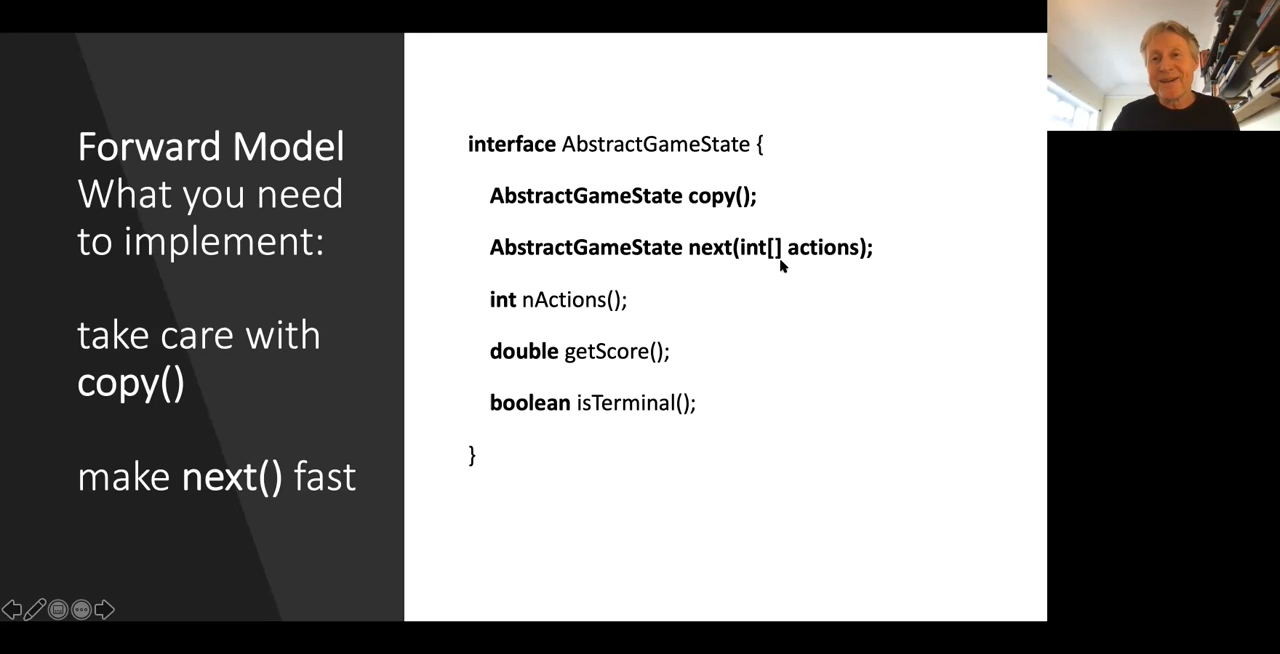 Forward Model
What you need
to implement:
take care with
copy()
make next() fast
interface AbstractGameState {
AbstractGameState copy();
AbstractGameState next(int[] actions);
int nActions();
double getScore();
boolean isTerminal();
}